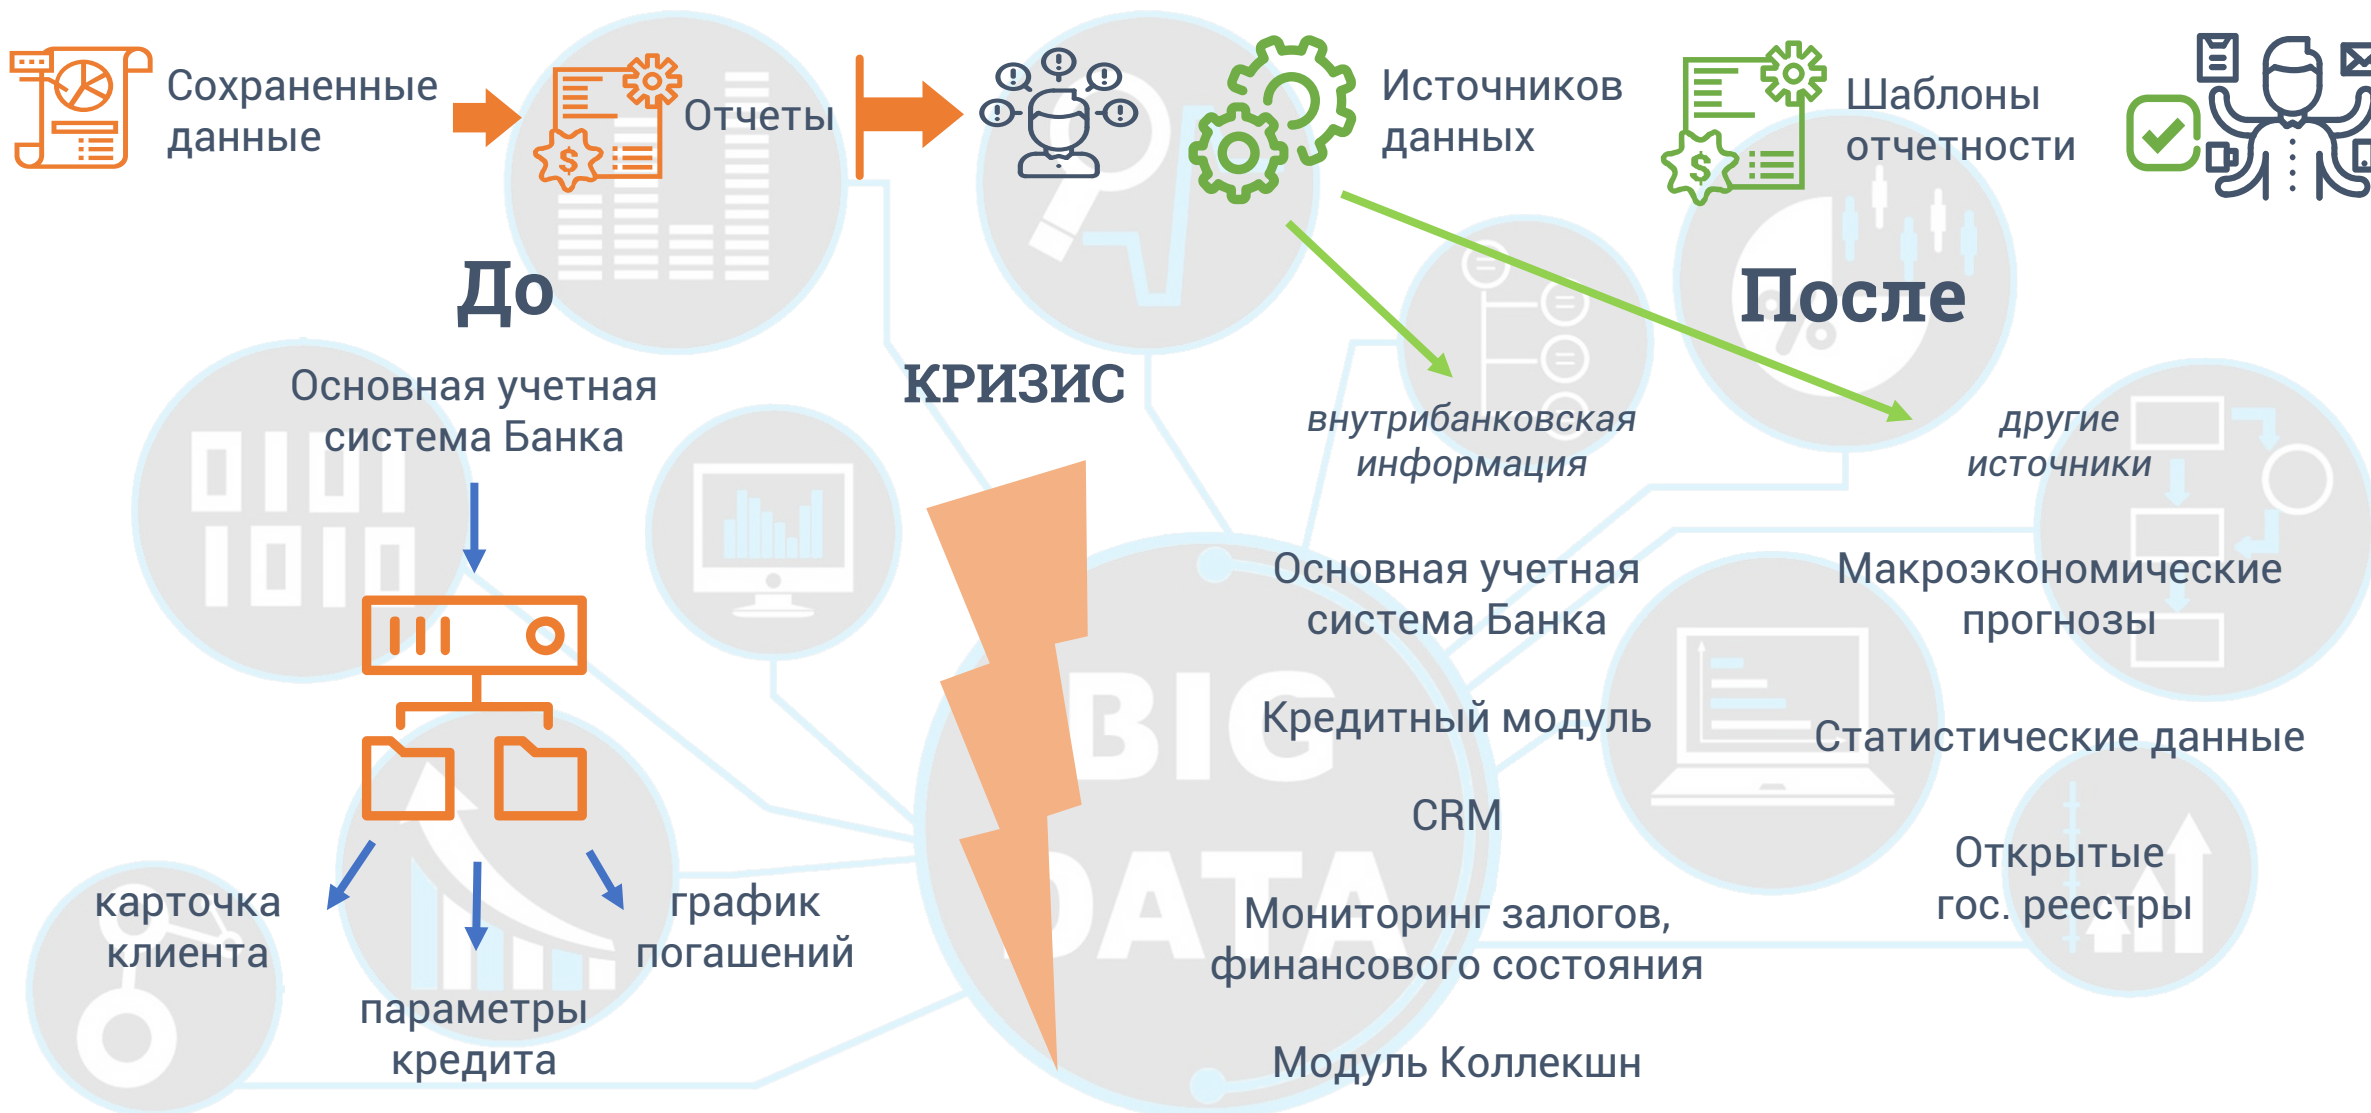 Сохраненные
данные
Отчеты
Источников
данных
Шаблоны
отчетности
До
После
КРИЗИС
Основная учетная
система Банка
карточка
клиента
параметры
кредита
график
погашений
внутрибанковская
информация
Основная учетная
система Банка
Кредитный модуль
CRM
Мониторинг залогов,
финансового состояния
Модуль Коллекшн
другие
источники
Макроэкономические
прогнозы
Статистические данные
Открытые
гос. реестры
BIG
DATA
0101
1010
%
$
$